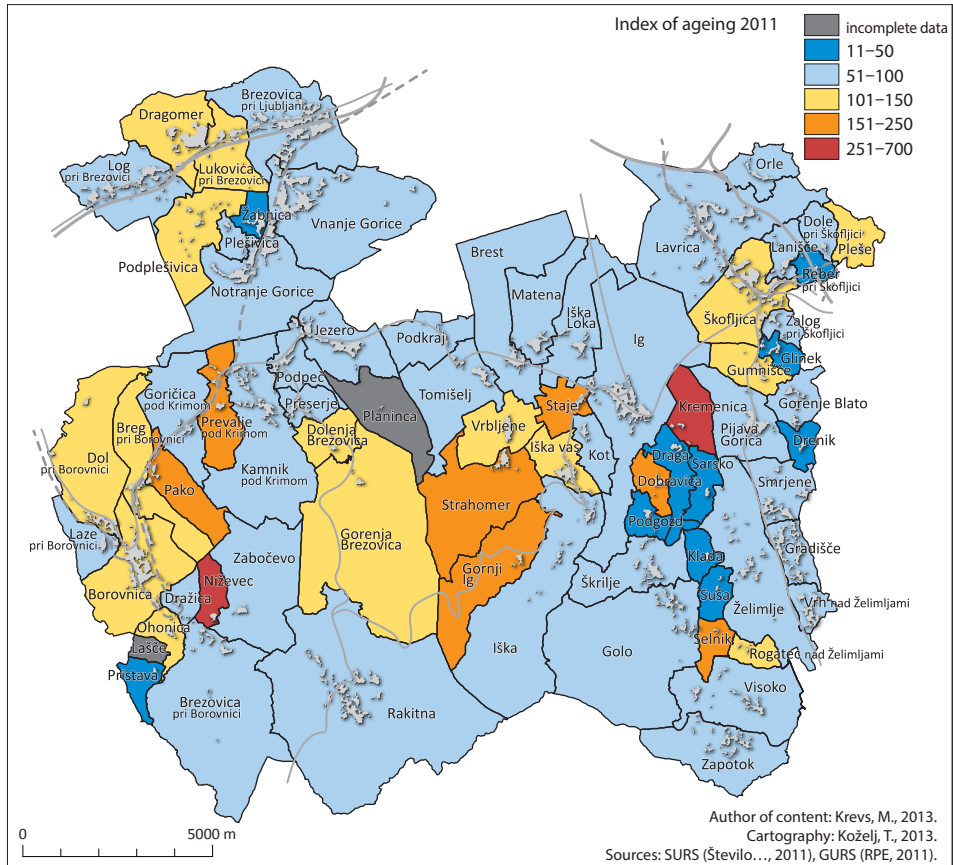 Index of ageing 2011
incomplete data
11–50
51–100
101–150
151–250
251–700
Brezovica
pri Ljubljani
Dragomer
Log
pri Brezovici
Lukovica
pri Brezovici
Žabnica
Plešivica
Vnanje Gorice
Podplešivica
Notranje Gorice
Orle
Dole
pri Škofljici
Lavrica
Lanišče
Pleše
Reber
pri Škofljici
Brest
Matena
Iška
Loka
Ig
Škofljica
Zalog
pri Škofljici
Glinek
Gumnišče
Jezero
Podkraj
Podpeč
Goričica
pod Krimom
Preserje
Planinca
Tomišelj
Staje
Kremenica
Gorenje Blato
Prevalje
pod Krimom
Dolenja
Brezovica
Vrbljene
Iška vas
Pijava
Gorica
Drenik
Breg
pri Borovnici
Dol
pri Borovnici
Kot
Draga
Sarsko
Dobravica
Smrjene
Kamnik
pod Krimom
Pako
Strahomer
Podgozd
Laze
pri Borovnici
Gorenja
Brezovica
Gradišče
Zabočevo
Klada
Gornji
Ig
Niževec
Škrilje
Borovnica
Dražica
Suša
Želimlje
Vrh nad Želimljami
Ohonica
Lašče
Selnik
Iška
Golo
Rogatec nad Želimljami
Pristava
Visoko
Brezovica
pri Borovnici
Rakitna
Zapotok
0 5000 m
Author of content: Krevs, M., 2013.
Cartography: Koželj, T., 2013.
Sources: SURS (Število…, 2011), GURS (RPE, 2011).